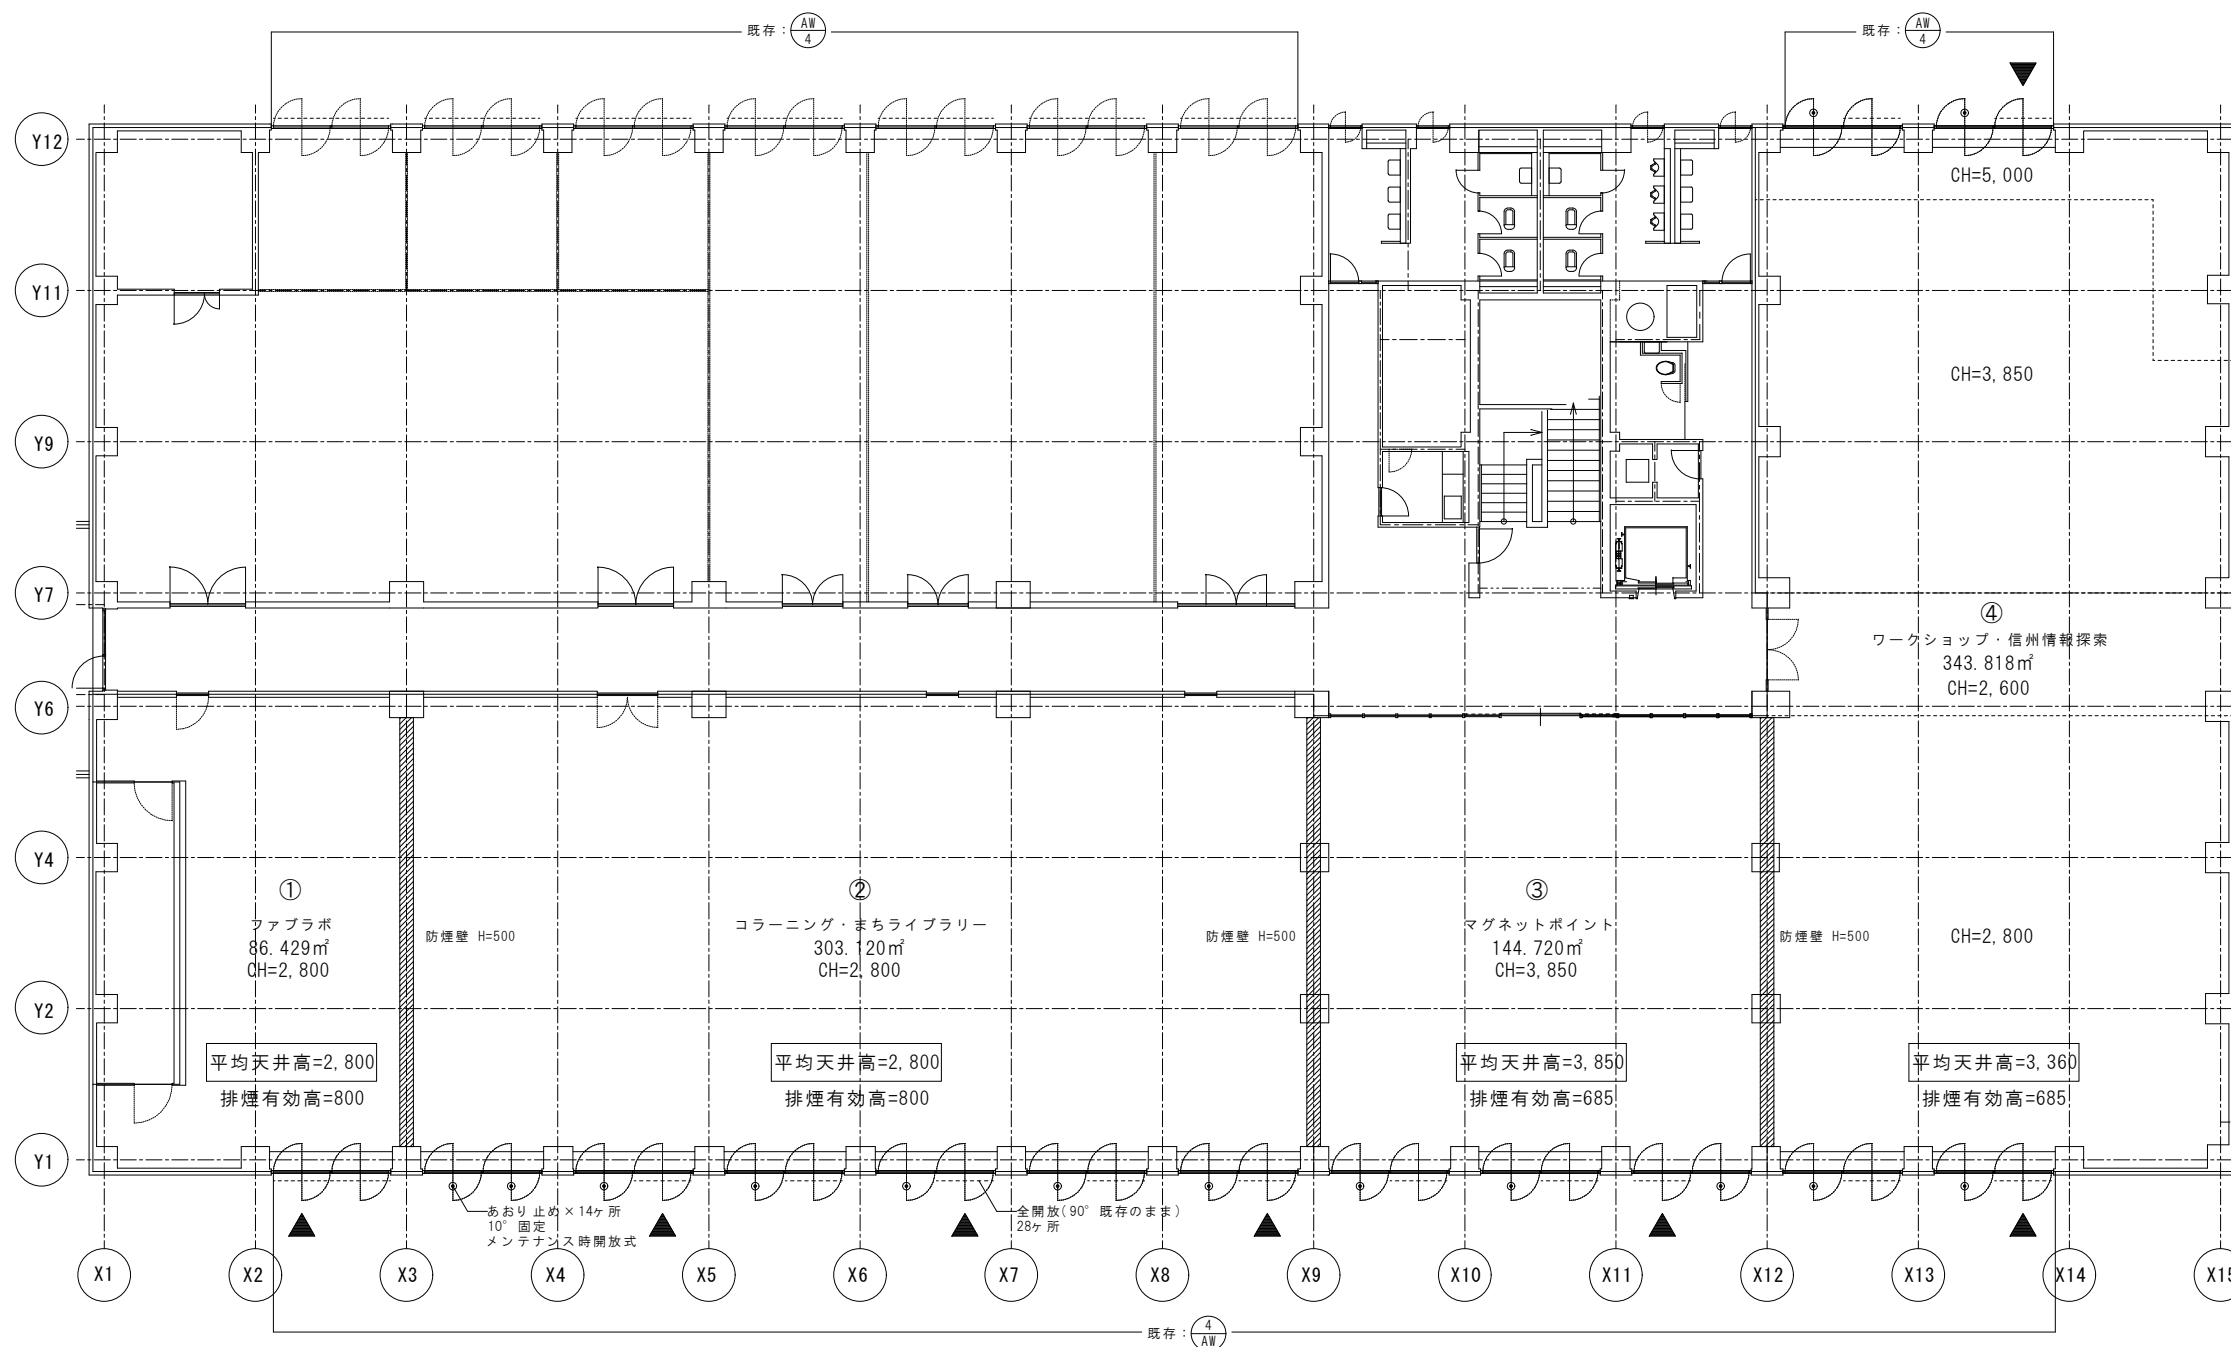 既存：
AW
4
既存：
AW
4
Y12
CH=5,000
Y11
CH=3,850
Y9
Y7
④
ワークショップ・信州情報探索
343.818㎡
CH=2,600
Y6
Y4
①
ファブラボ
86.429㎡
CH=2,800
防煙壁 H=500
②
コラーニング・まちライブラリー
303.120㎡
CH=2,800
防煙壁 H=500
③
マグネットポイント
144.720㎡
CH=3,850
防煙壁 H=500
CH=2,800
Y2
平均天井高=2,800
排煙有効高=800
平均天井高=2,800
排煙有効高=800
平均天井高=3,850
排煙有効高=685
平均天井高=3,360
排煙有効高=685
Y1
あおり止め×14ヶ所
10°固定
メンテナンス時開放式
全開放(90°既存のまま)
28ヶ所
X1
X2
X3
X4
X5
X6
X7
X8
X9
X10
X11
X12
X13
X14
X15
既存：
4
AW